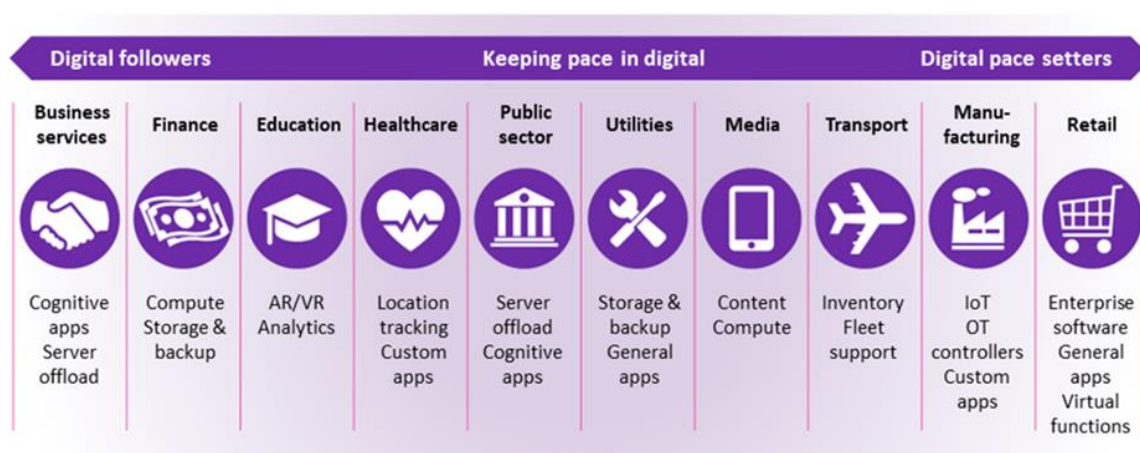 Digital followers
Keeping pace in digital
Digital pace setters
Business
services
Finance
Education
Healthcare
Public
sector
Utilities
Media
Transport
Manu-
facturing
Retail
Cognitive
apps
Server
offload
Compute
Storage &
backup
AR/VR
Analytics
Location
tracking
Custom
apps
Server
offload
Cognitive
apps
Storage &
backup
General
apps
Content
Compute
Inventory
Fleet
support
IoT
OT
controllers
Custom
apps
Enterprise
software
General
apps
Virtual
functions